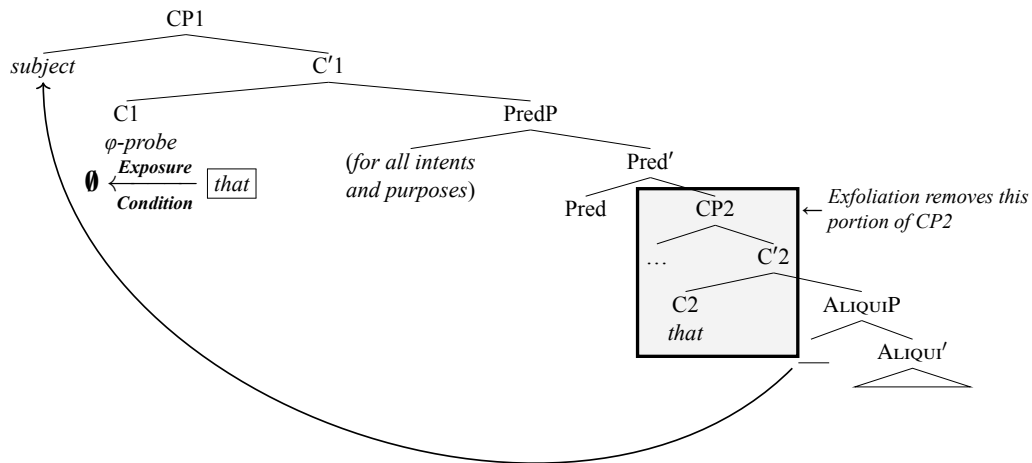 CP1
subject
C′1
C1
φ-probe
∅ Exposure Condition that
PredP
(for all intents
and purposes)
Pred′
Pred
CP2
← Exfoliation removes this
portion of CP2
…
C′2
C2
that
ALIQUIP
—
ALIQUI′